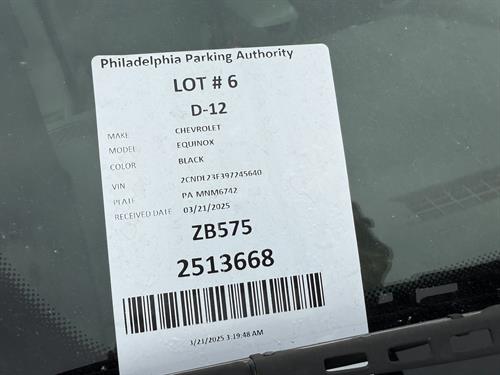 Philadelphia Parking Authority
LOT # 6
D-12
MAKE CHEVROLET
MODEL EQUINOX
COLOR BLACK
VIN 2CNDL23F397245640
PLATE PA-MNM6742
RECEIVED DATE 03/21/2025
ZB575
2513668
3/21/2025 3:19:48 AM